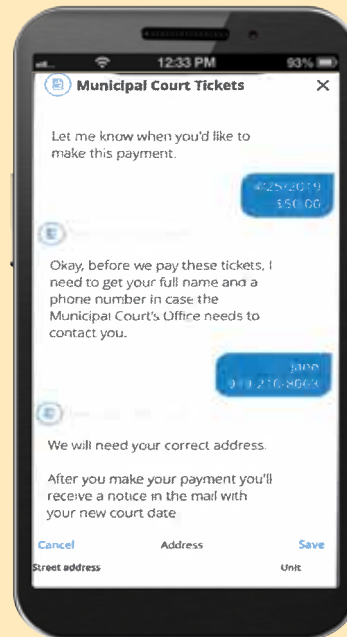 12:33 PM
93%
Municipal Court Tickets
Let me know when you'd like to
make this payment.
4/25/2019
$50.00
Okay, before we pay these tickets, I
need to get your full name and a
phone number in case the
Municipal Court's Office needs to
contact you.
Jane
We will need your correct address.
After you make your payment you'll
receive a notice in the mail with
your new court date
Cancel
Address
Save
Street address
Unit